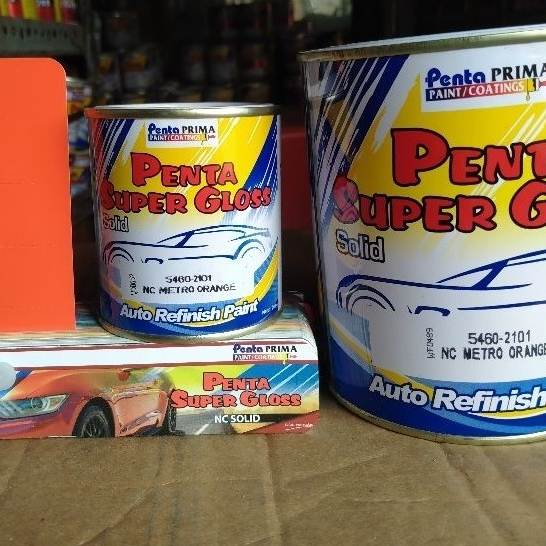 Penta PRIMA
PAINT/COATINGS
PENTA
SUPER GLOSS
Solid
5460-2101
NC METRO ORANGE
Auto Refinish Paint
Penta PRIMA
PAINT/COATINGS
PENTA
SUPER GLOSS
NC SOLID
Penta PRIMA
PAINT/COATINGS
PENT
SUPER G
Solid
WF0489
5460-2101
NC METRO ORANGE
Auto Refinish